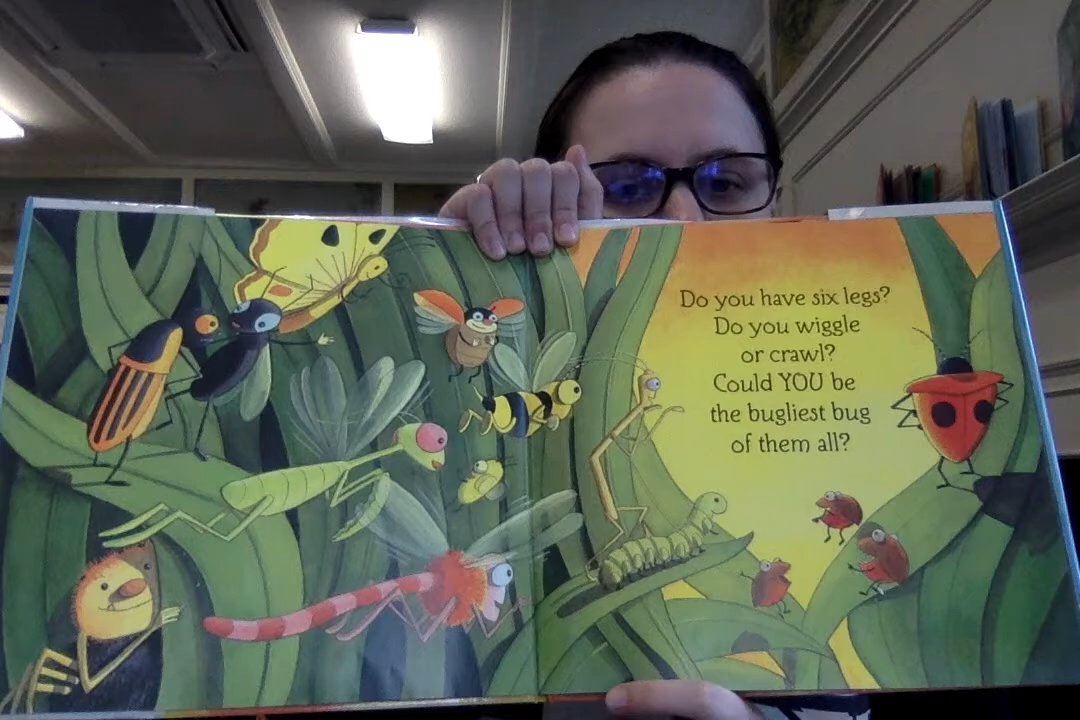 Do you have six legs?
Do you wiggle
or crawl?
Could YOU be
the bugliest bug
of them all?